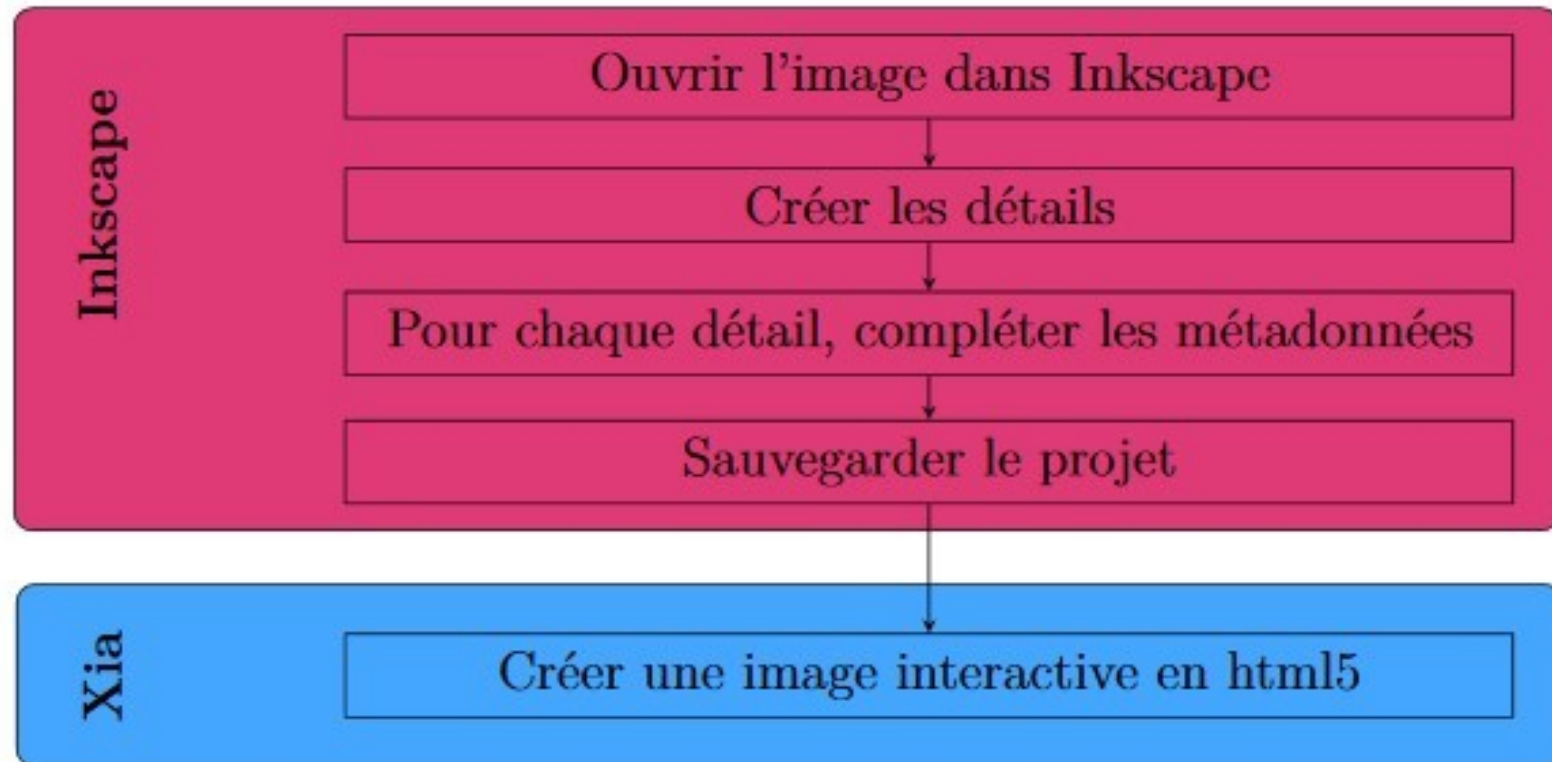 Inkscape
Ouvrir l'image dans Inkscape
Créer les détails
Pour chaque détail, compléter les métadonnées
Sauvegarder le projet
Xia
Créer une image interactive en html5